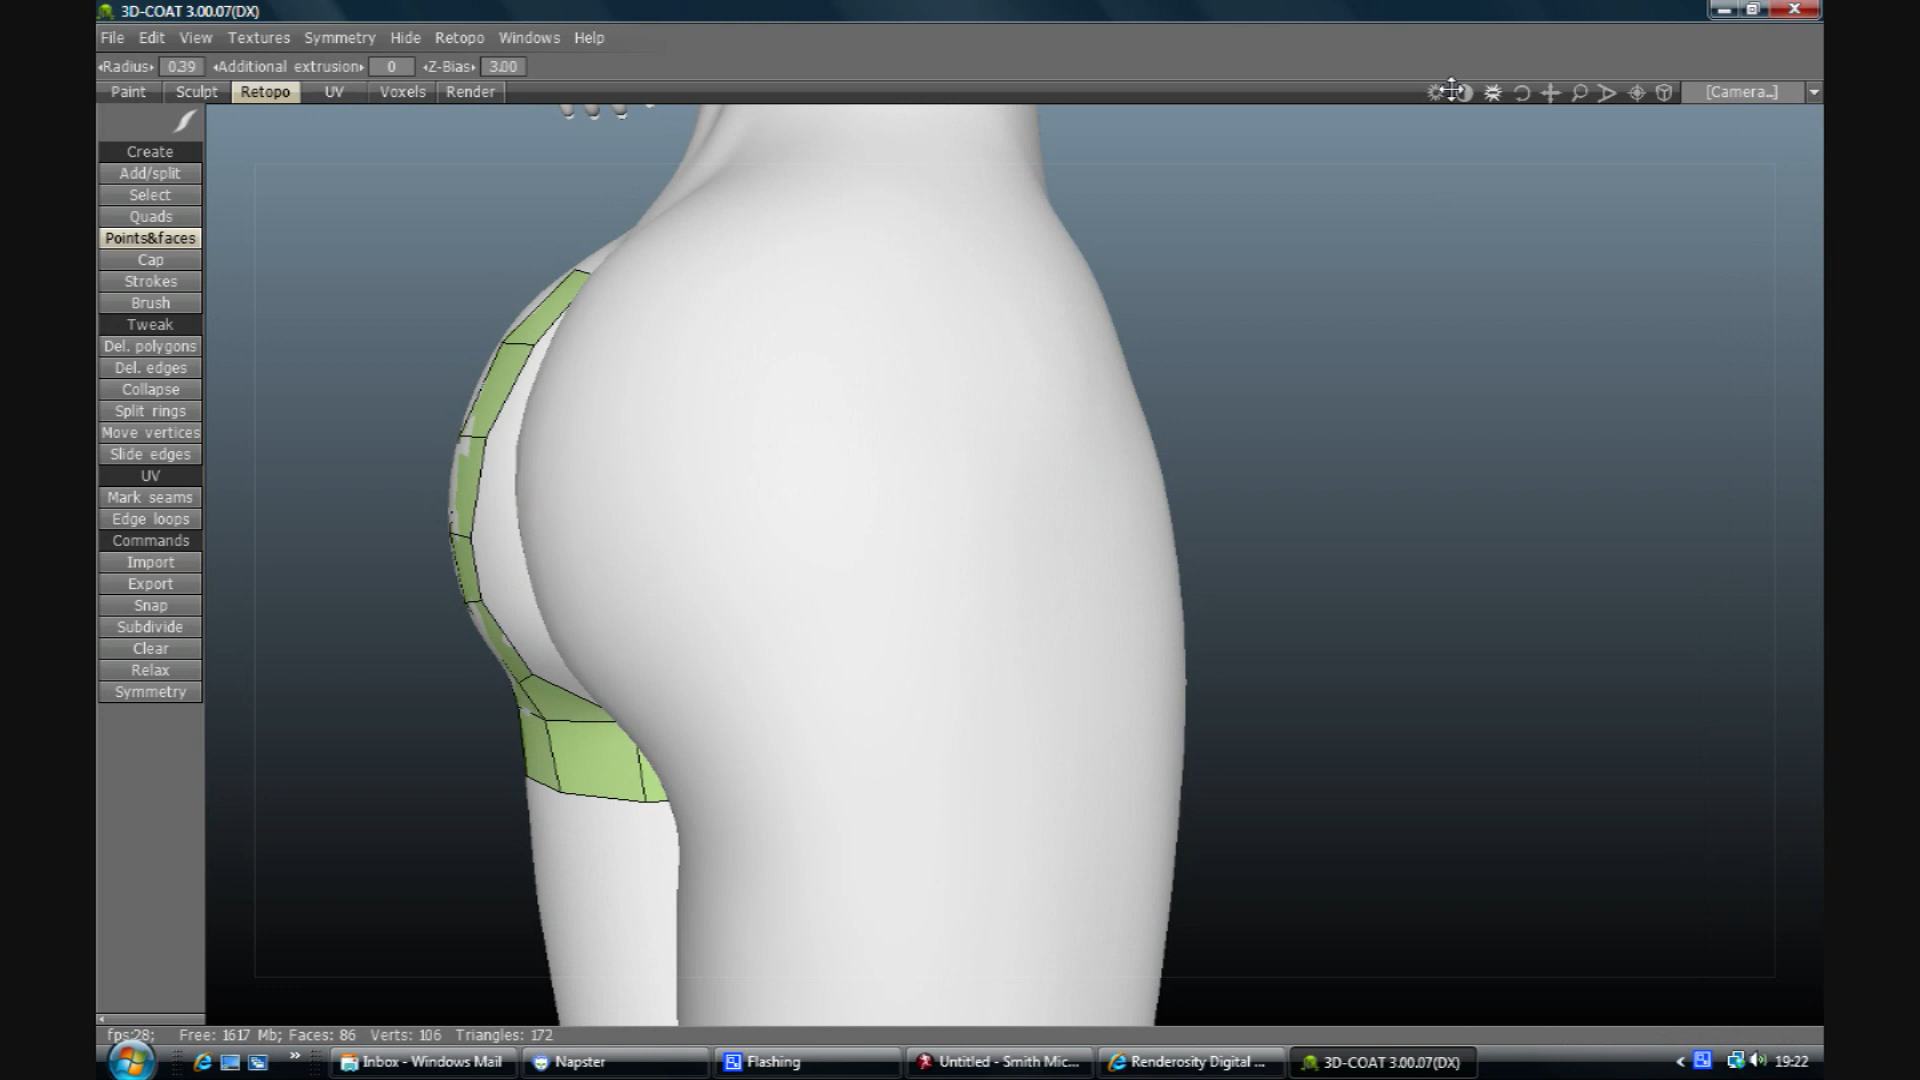 3D-COAT 3.00.07(DX)
File Edit View Textures Symmetry Hide Retopo Windows Help
Radius 0.39 Additional extrusion 0 Z-Bias 3.00
Paint Sculpt Retopo UV Voxels Render [Camera..]
Create
Add/split
Select
Quads
Points&faces
Cap
Strokes
Brush
Tweak
Del. polygons
Del. edges
Collapse
Split rings
Move vertices
Slide edges
UV
Mark seams
Edge loops
Commands
Import
Export
Snap
Subdivide
Clear
Relax
Symmetry
fps:28; Free: 1617 Mb; Faces: 86 Verts: 106 Triangles: 172
Inbox - Windows Mail Napster Flashing Untitled - Smith Mic... Renderosity Digital ... 3D-COAT 3.00.07(DX) 19:22